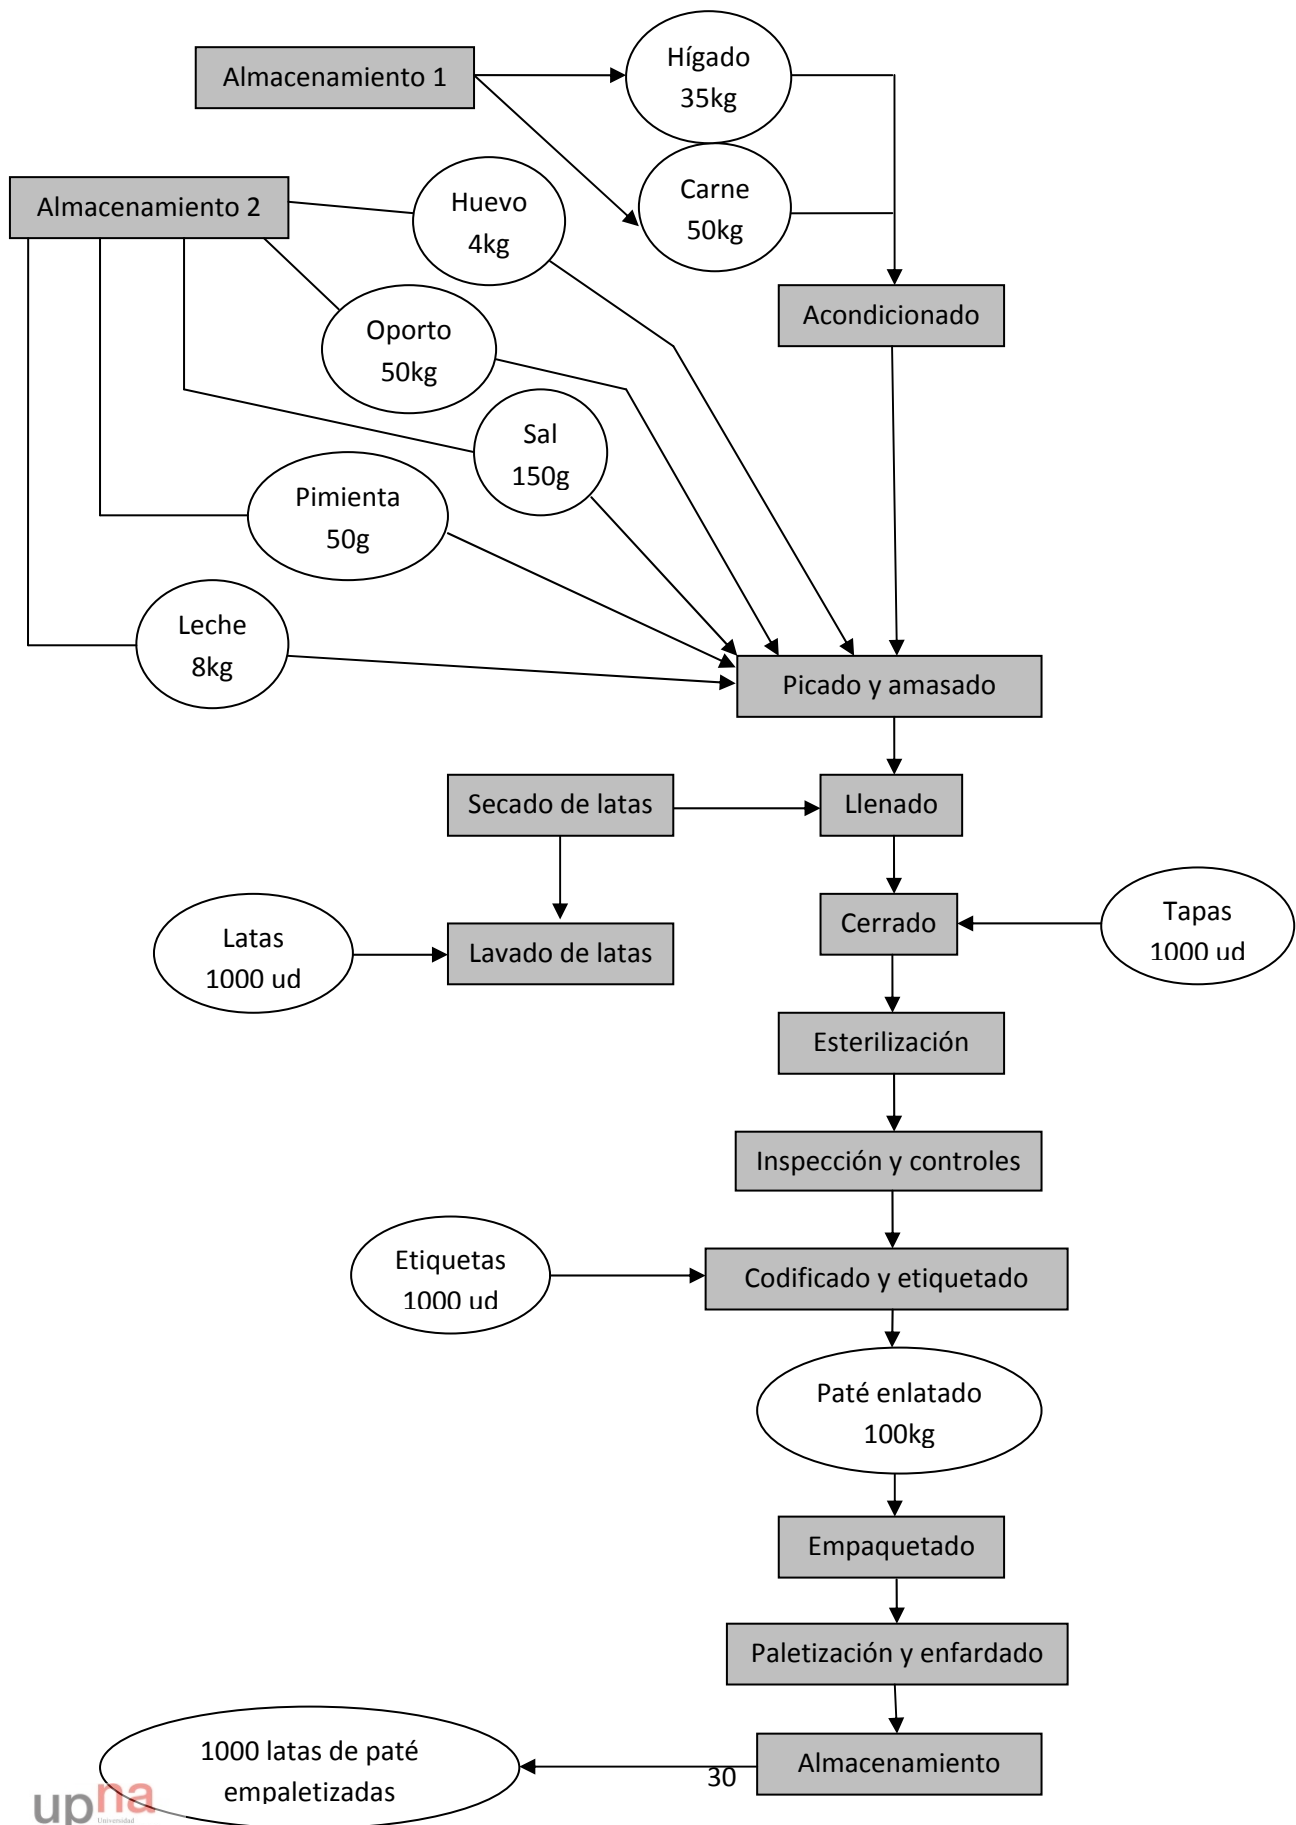 Almacenamiento 1
Hígado
35kg
Carne
50kg
Almacenamiento 2
Huevo
4kg
Acondicionado
Oporto
50kg
Sal
150g
Pimienta
50g
Leche
8kg
Picado y amasado
Secado de latas
Llenado
Latas
1000 ud
Lavado de latas
Cerrado
Tapas
1000 ud
Esterilización
Inspección y controles
Etiquetas
1000 ud
Codificado y etiquetado
Paté enlatado
100kg
Empaquetado
Paletización y enfardado
1000 latas de paté
empaletizadas
Almacenamiento
30
upna
Universidad